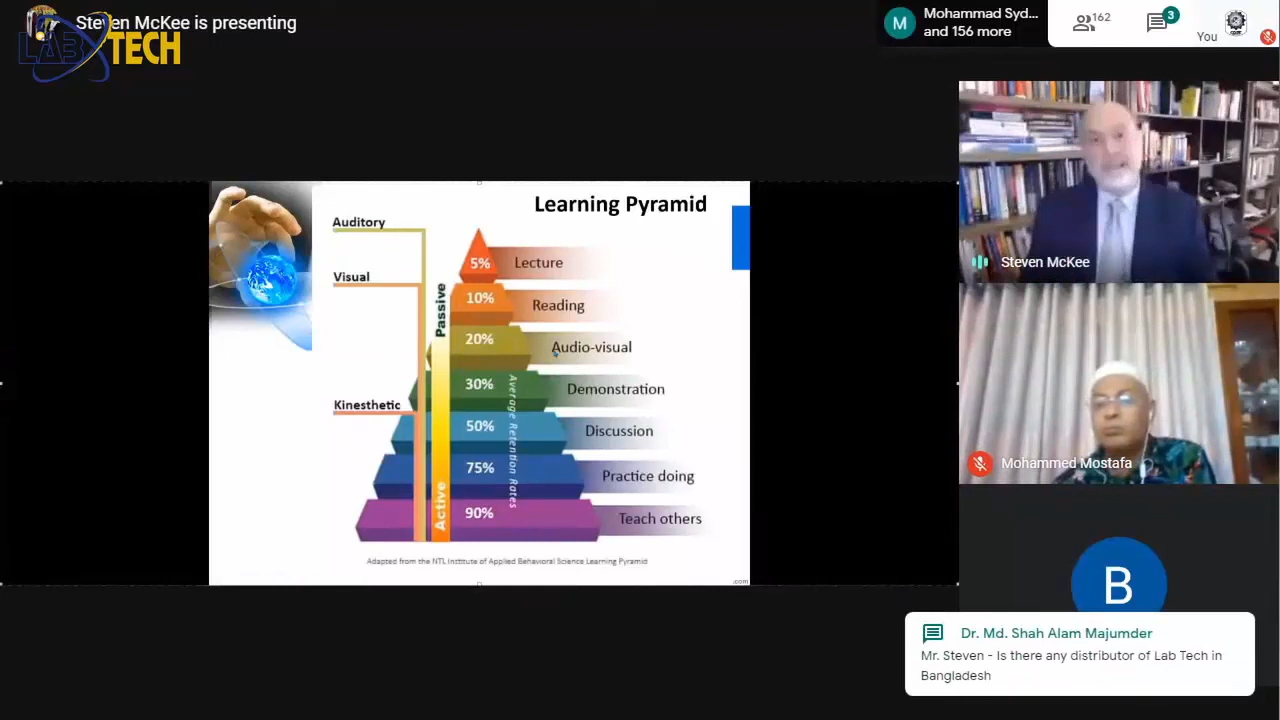 Steven McKee is presenting
LABTECH
M
Mohammad Syd...
and 156 more
162
3
You
Learning Pyramid
Auditory
Visual
Kinesthetic
Passive
Active
5% Lecture
10% Reading
20% Audio-visual
30% Demonstration
50% Discussion
75% Practice doing
90% Teach others
Average Retention Rates
Adapted from the NTL Institute of Applied Behavioral Science Learning Pyramid
.com
Steven McKee
Mohammed Mostafa
B
Dr. Md. Shah Alam Majumder
Mr. Steven - Is there any distributor of Lab Tech in
Bangladesh